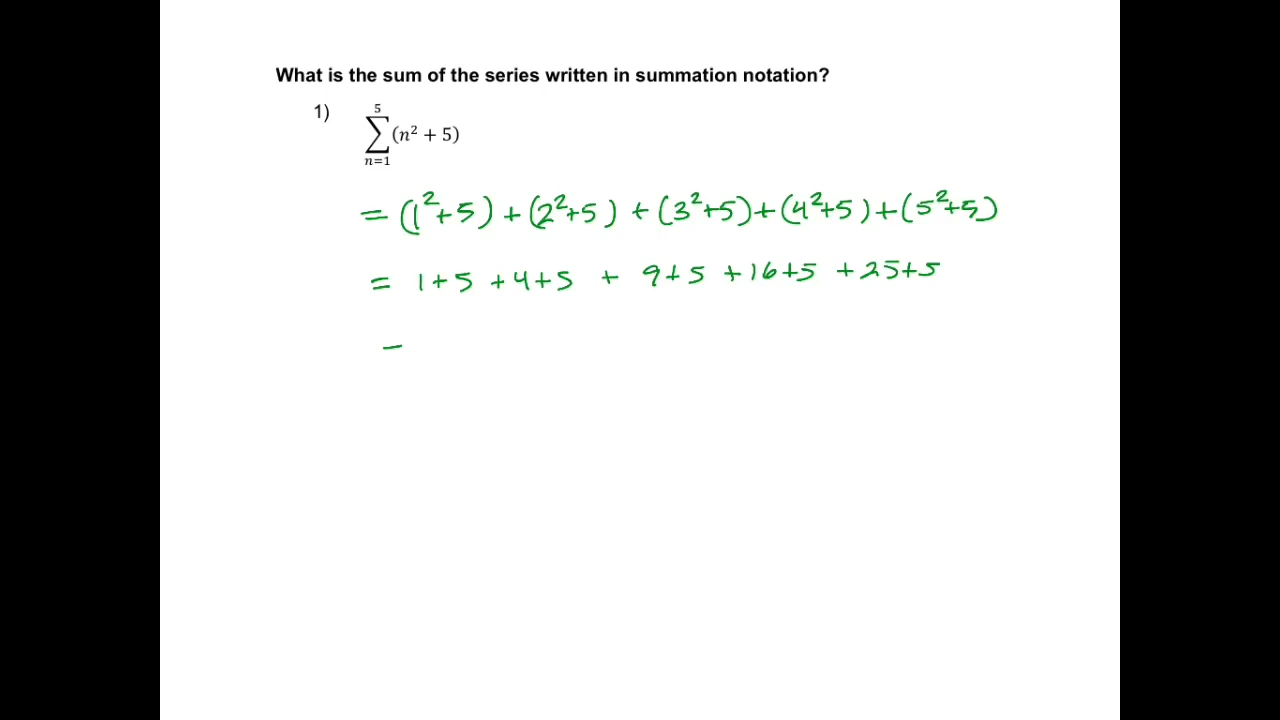 What is the sum of the series written in summation notation?
1) ∑_{n=1}^{5} (n² + 5)
= (1²+5) + (2²+5) + (3²+5) + (4²+5) + (5²+5)
= 1+5 +4+5 + 9+5 +16+5 +25+5
–